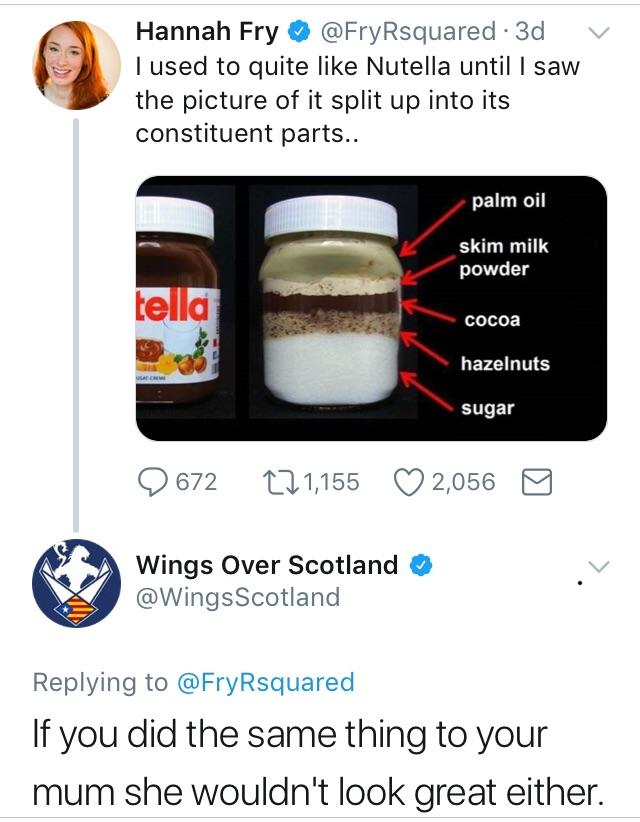 Hannah Fry @FryRsquared · 3d
I used to quite like Nutella until I saw
the picture of it split up into its
constituent parts..
palm oil
skim milk
powder
tella
cocoa
hazelnuts
sugar
672 1,155 2,056
Wings Over Scotland
@WingsScotland
Replying to @FryRsquared
If you did the same thing to your
mum she wouldn't look great either.